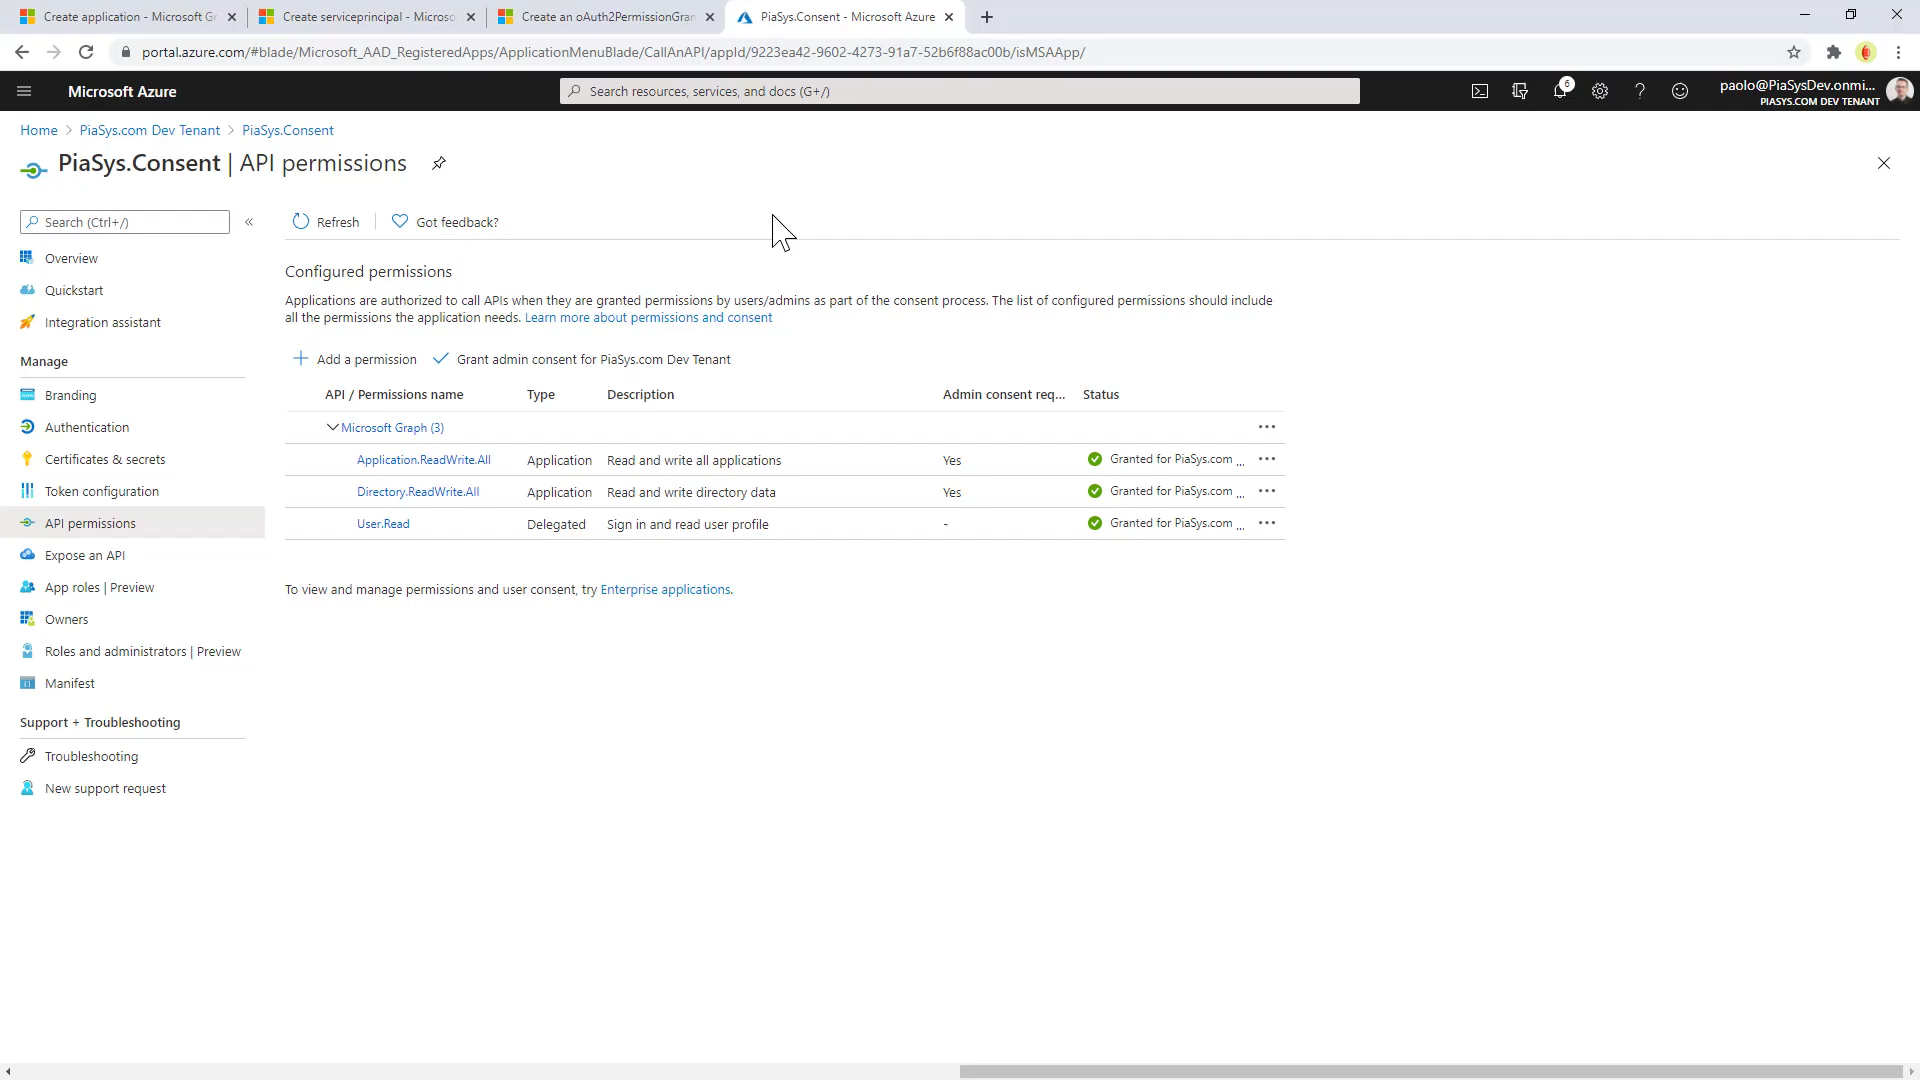 Create application - Microsoft Gr
Create serviceprincipal - Microso
Create an oAuth2PermissionGran
PiaSys.Consent - Microsoft Azure
portal.azure.com/#blade/Microsoft_AAD_RegisteredApps/ApplicationMenuBlade/CallAnAPI/appId/9223ea42-9602-4273-91a7-52b6f88ac00b/isMSAApp/
Microsoft Azure
Search resources, services, and docs (G+/)
6
paolo@PiaSysDev.onmi...
PIASYS.COM DEV TENANT
Home > PiaSys.com Dev Tenant > PiaSys.Consent
PiaSys.Consent | API permissions
Search (Ctrl+/)
«
Refresh
Got feedback?
Overview
Quickstart
Integration assistant
Manage
Branding
Authentication
Certificates & secrets
Token configuration
API permissions
Expose an API
App roles | Preview
Owners
Roles and administrators | Preview
Manifest
Support + Troubleshooting
Troubleshooting
New support request
Configured permissions
Applications are authorized to call APIs when they are granted permissions by users/admins as part of the consent process. The list of configured permissions should include
all the permissions the application needs. Learn more about permissions and consent
Add a permission
Grant admin consent for PiaSys.com Dev Tenant
API / Permissions name Type Description Admin consent req... Status
Microsoft Graph (3) ...
Application.ReadWrite.All Application Read and write all applications Yes Granted for PiaSys.com ... ...
Directory.ReadWrite.All Application Read and write directory data Yes Granted for PiaSys.com ... ...
User.Read Delegated Sign in and read user profile - Granted for PiaSys.com ... ...
To view and manage permissions and user consent, try Enterprise applications.